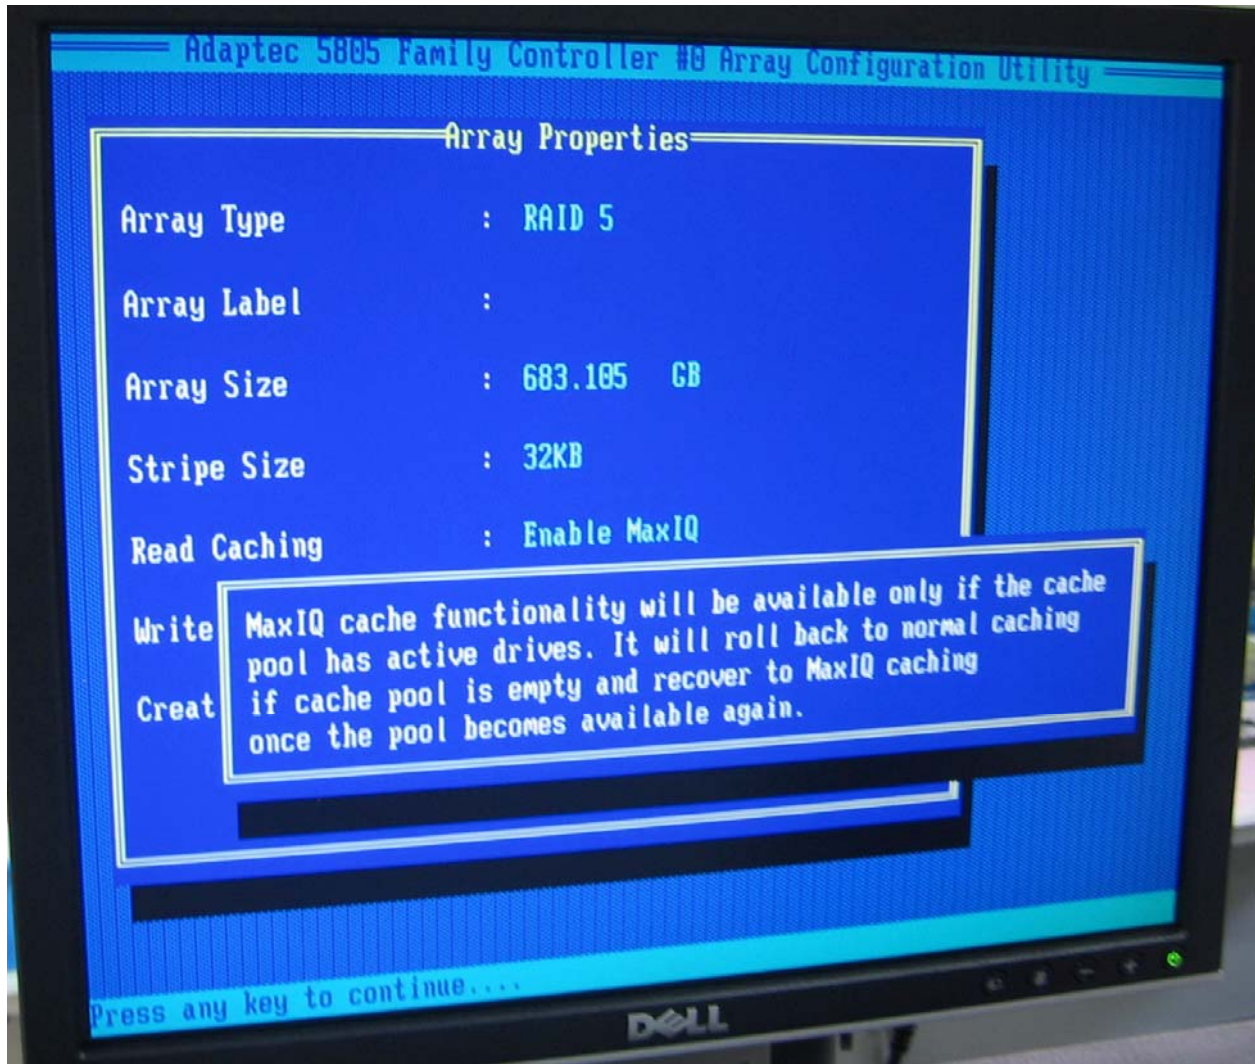 Adaptec 5805 Family Controller #0 Array Configuration Utility
Array Properties
Array Type : RAID 5
Array Label :
Array Size : 683.105 GB
Stripe Size : 32KB
Read Caching : Enable MaxIQ
Write
Creat
MaxIQ cache functionality will be available only if the cache
pool has active drives. It will roll back to normal caching
if cache pool is empty and recover to MaxIQ caching
once the pool becomes available again.
Press any key to continue....
DELL